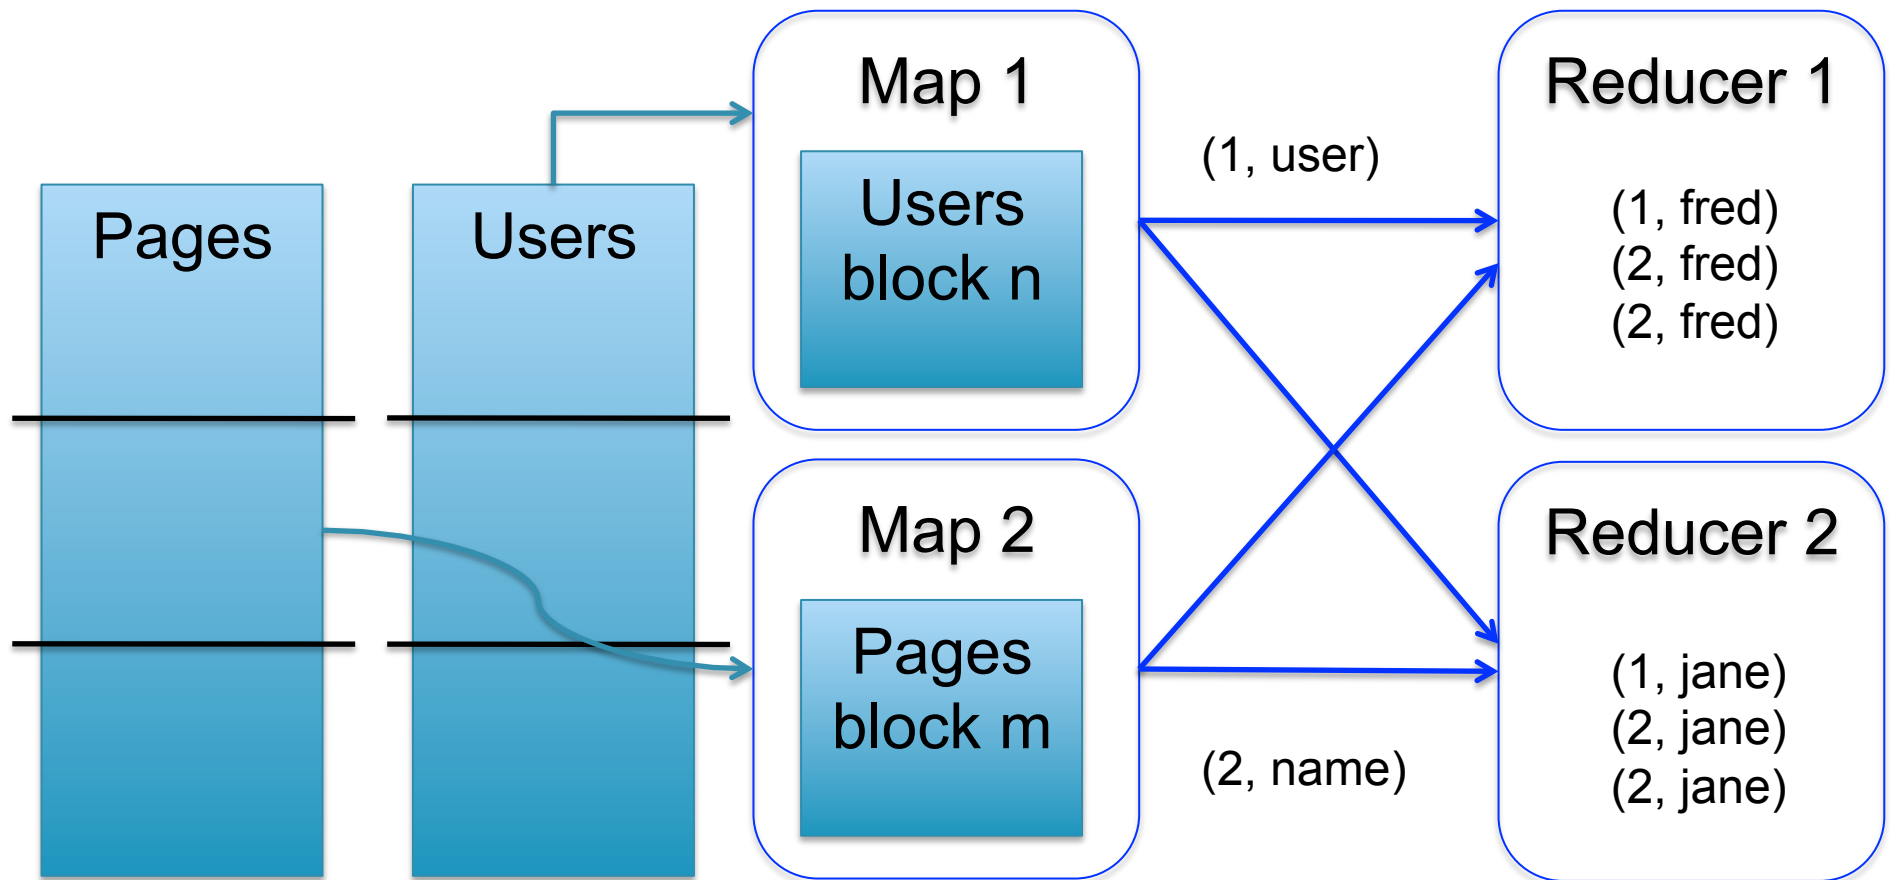 Pages
Users
Map 1
Users
block n
(1, user)
Reducer 1
(1, fred)
(2, fred)
(2, fred)
Map 2
Pages
block m
(2, name)
Reducer 2
(1, jane)
(2, jane)
(2, jane)